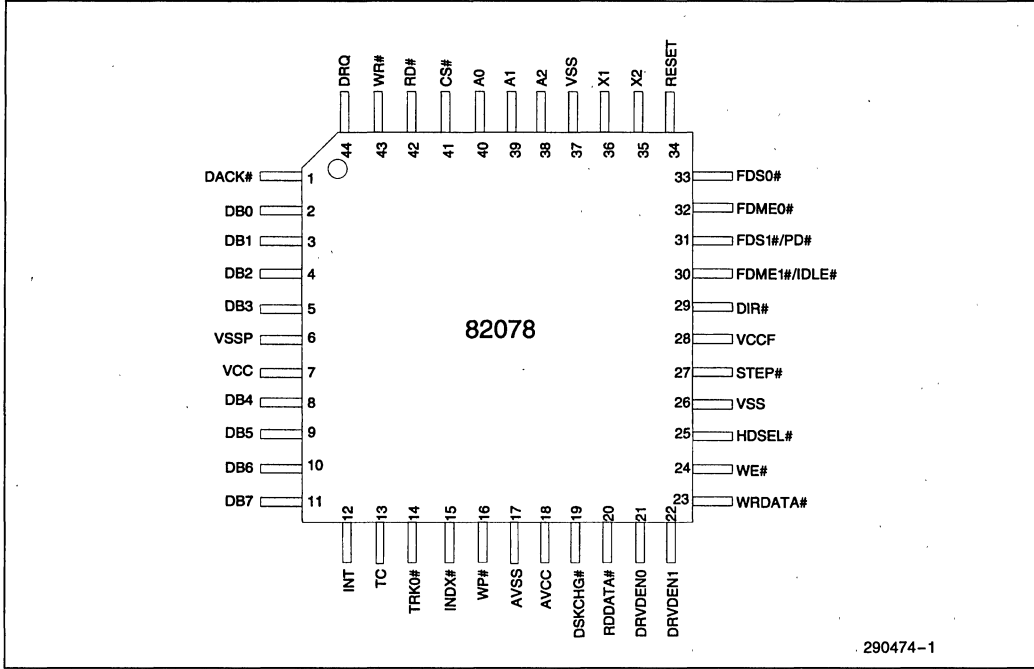 DRQ WR# RD# CS# A0 A1 A2 VSS X1 X2 RESET
44 43 42 41 40 39 38 37 36 35 34
DACK# 1 33 FDS0#
DB0 2 32 FDME0#
DB1 3 31 FDS1#/PD#
DB2 4 30 FDME1#/IDLE#
DB3 5 29 DIR#
VSSP 6 82078 28 VCCF
VCC 7 27 STEP#
DB4 8 26 VSS
DB5 9 25 HDSEL#
DB6 10 24 WE#
DB7 11 23 WRDATA#
12 13 14 15 16 17 18 19 20 21 22
INT TC TRK0# INDX# WP# AVSS AVCC DSKCHG# RDDATA# DRVDEN0 DRVDEN1
290474-1